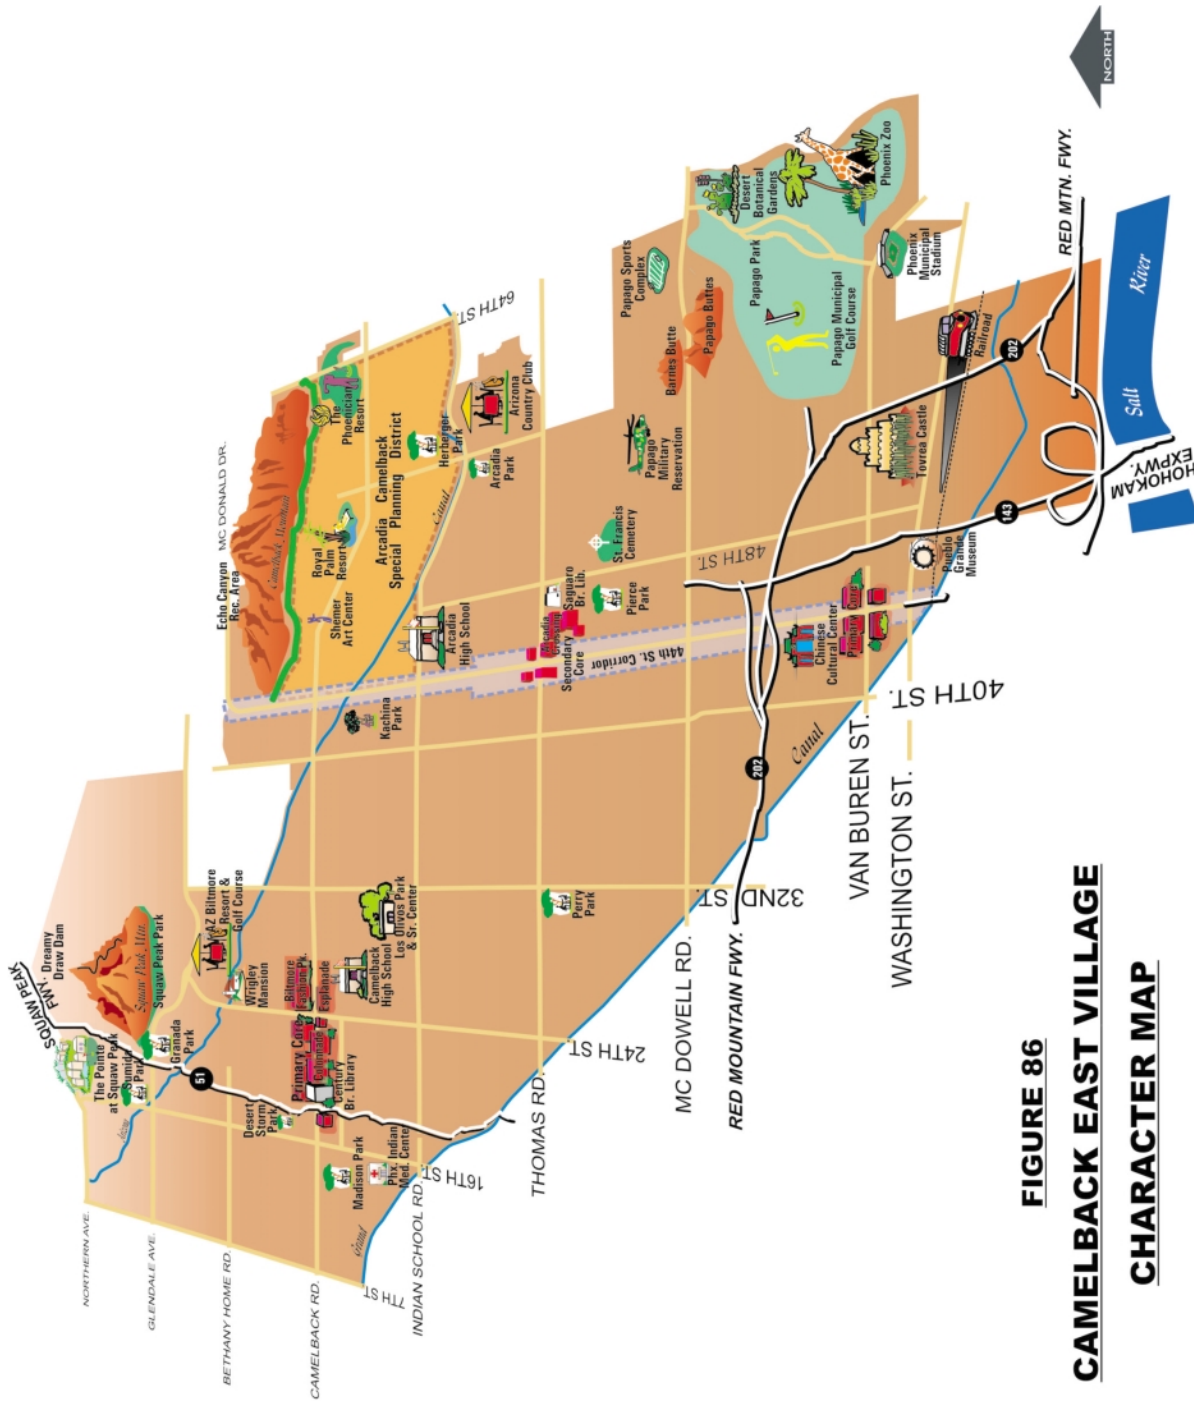 NORTH
SQUAW PEAK
FWY.
Dreamy
Draw Dam
Squaw Peak Mtn.
Squaw Peak Park
The Pointe
at Squaw Peak
Sumida
Park
Granada
Park
51
AZ Biltmore
Resort &
Golf Course
Wrigley
Mansion
Biltmore
Fashion Pk.
Esplanade
Primary Core
Colonnade
Century
Br. Library
Camelback
High School
Los Olivos Park
& Sr. Center
Desert
Storm
Park
Madison Park
Phx. Indian
Med. Center
Perry
Park
Grand
NORTHERN AVE.
GLENDALE AVE.
BETHANY HOME RD.
CAMELBACK RD.
INDIAN SCHOOL RD.
THOMAS RD.
MC DOWELL RD.
RED MOUNTAIN FWY.
VAN BUREN ST.
WASHINGTON ST.
7TH ST.
16TH ST.
24TH ST.
32ND ST.
40TH ST.
Echo Canyon
Rec. Area
MC DONALD DR.
Camelback Mountain
The
Phoenician
Resort
Royal
Palm
Resort
Shemer
Art Center
Arcadia Camelback
Special Planning District
Herberger
Park
Canal
64TH ST.
Arizona
Country Club
Arcadia
Park
Arcadia
High School
Kachina
Park
Arcadia
Crossing
Secondary
Core
Saguaro
Br. Lib.
Pierce
Park
St. Francis
Cemetery
44th St. Corridor
48TH ST.
Papago Sports
Complex
Barnes Butte
Papago Buttes
Papago
Military
Reservation
Desert
Botanical
Gardens
Papago Park
Papago Municipal
Golf Course
Phoenix Zoo
Phoenix
Municipal
Stadium
Railroad
Tovrea Castle
Pueblo
Grande
Museum
Chinese
Cultural Center
Primary Core
Canal
202
202
143
RED MTN. FWY.
HOHOKAM
EXPWY.
Salt River
FIGURE 86
CAMELBACK EAST VILLAGE
CHARACTER MAP